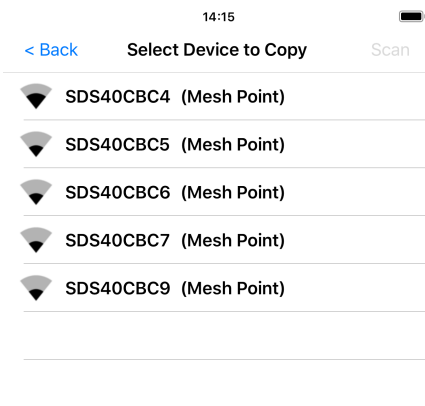 14:15
< Back Select Device to Copy Scan
SDS40CBC4 (Mesh Point)
SDS40CBC5 (Mesh Point)
SDS40CBC6 (Mesh Point)
SDS40CBC7 (Mesh Point)
SDS40CBC9 (Mesh Point)